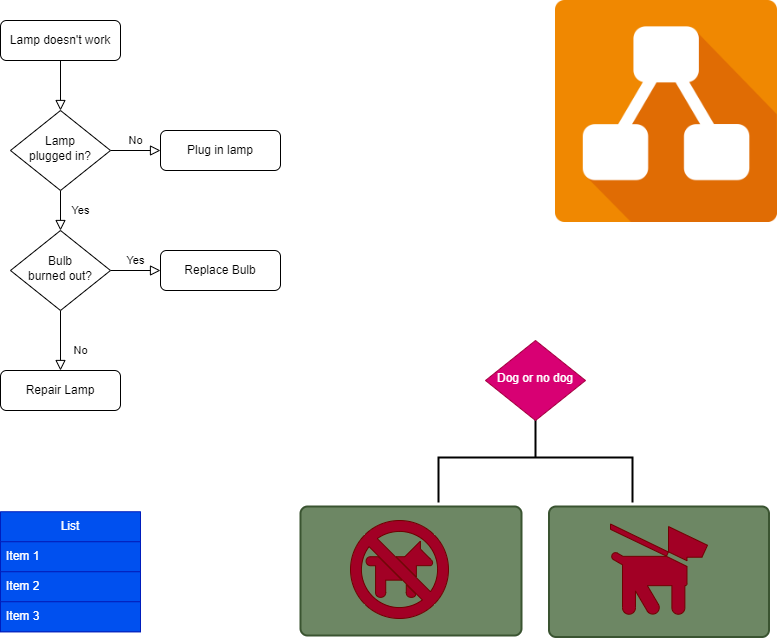 Lamp doesn't work
Lamp
plugged in?
No
Plug in lamp
Yes
Bulb
burned out?
Yes
Replace Bulb
No
Repair Lamp
Dog or no dog
List
Item 1
Item 2
Item 3